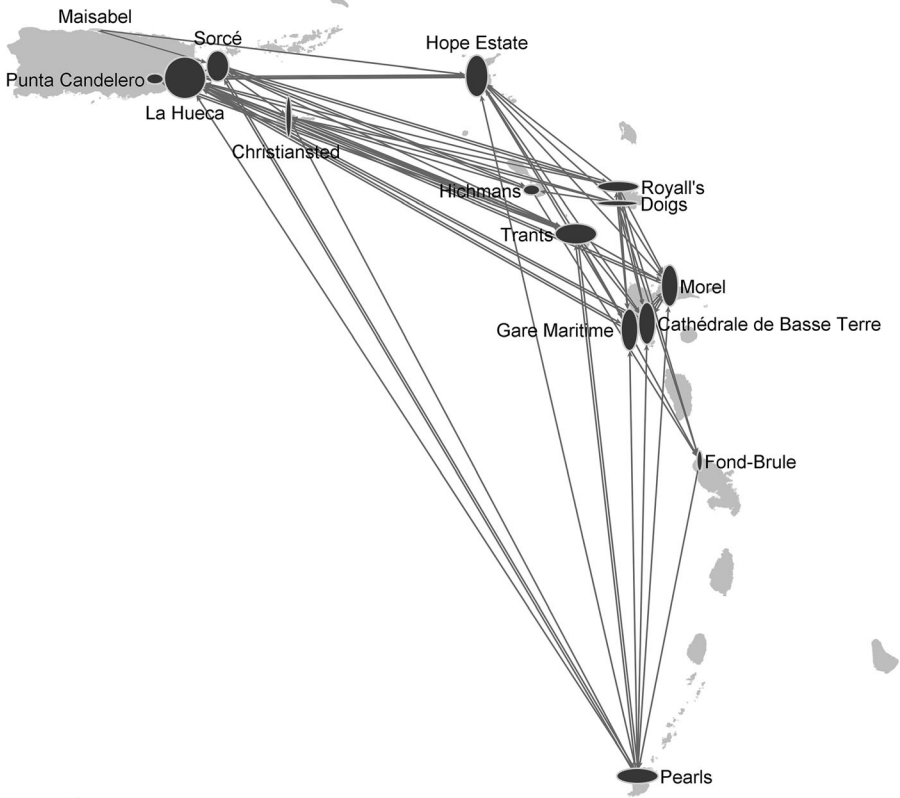 Maisabel
Sorcé
Hope Estate
Punta Candelero
La Hueca
Christiansted
Hichmans
Royall's
Doigs
Trants
Morel
Gare Maritime
Cathédrale de Basse Terre
Fond-Brule
Pearls